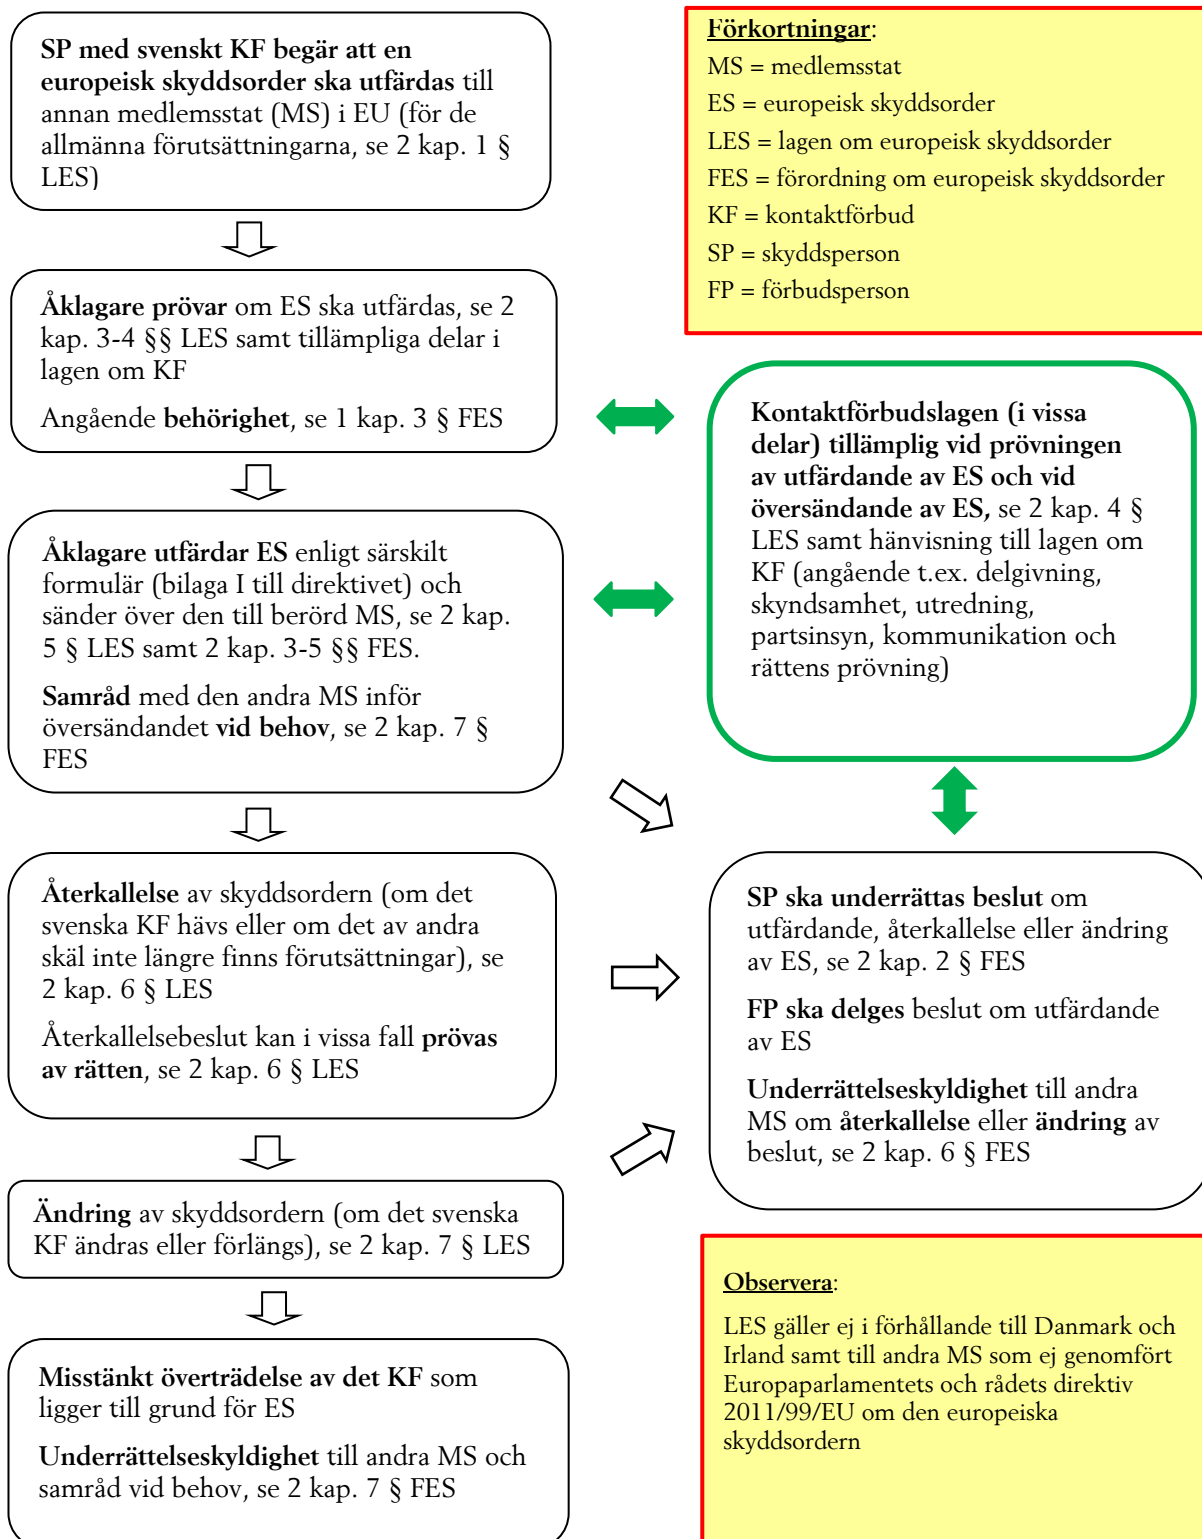 SP med svenskt KF begär att en
europeisk skyddsorder ska utfärdas till
annan medlemsstat (MS) i EU (för de
allmänna förutsättningarna, se 2 kap. 1 §
LES)
Åklagare prövar om ES ska utfärdas, se 2
kap. 3-4 §§ LES samt tillämpliga delar i
lagen om KF
Angående behörighet, se 1 kap. 3 § FES
Åklagare utfärdar ES enligt särskilt
formulär (bilaga I till direktivet) och
sänder över den till berörd MS, se 2 kap.
5 § LES samt 2 kap. 3-5 §§ FES.
Samråd med den andra MS inför
översändandet vid behov, se 2 kap. 7 §
FES
Återkallelse av skyddsordern (om det
svenska KF hävs eller om det av andra
skäl inte längre finns förutsättningar), se
2 kap. 6 § LES
Återkallelsebeslut kan i vissa fall prövas
av rätten, se 2 kap. 6 § LES
Ändring av skyddsordern (om det svenska
KF ändras eller förlängs), se 2 kap. 7 § LES
Misstänkt överträdelse av det KF som
ligger till grund för ES
Underrättelseskyldighet till andra MS och
samråd vid behov, se 2 kap. 7 § FES
Förkortningar:
MS = medlemsstat
ES = europeisk skyddsorder
LES = lagen om europeisk skyddsorder
FES = förordning om europeisk skyddsorder
KF = kontaktförbud
SP = skyddsperson
FP = förbudsperson
Kontaktförbudslagen (i vissa
delar) tillämplig vid prövningen
av utfärdande av ES och vid
översändande av ES, se 2 kap. 4 §
LES samt hänvisning till lagen om
KF (angående t.ex. delgivning,
skyndsamhet, utredning,
partsinsyn, kommunikation och
rättens prövning)
SP ska underrättas beslut om
utfärdande, återkallelse eller ändring
av ES, se 2 kap. 2 § FES
FP ska delges beslut om utfärdande
av ES
Underrättelseskyldighet till andra
MS om återkallelse eller ändring av
beslut, se 2 kap. 6 § FES
Observera:
LES gäller ej i förhållande till Danmark och
Irland samt till andra MS som ej genomfört
Europaparlamentets och rådets direktiv
2011/99/EU om den europeiska
skyddsordern